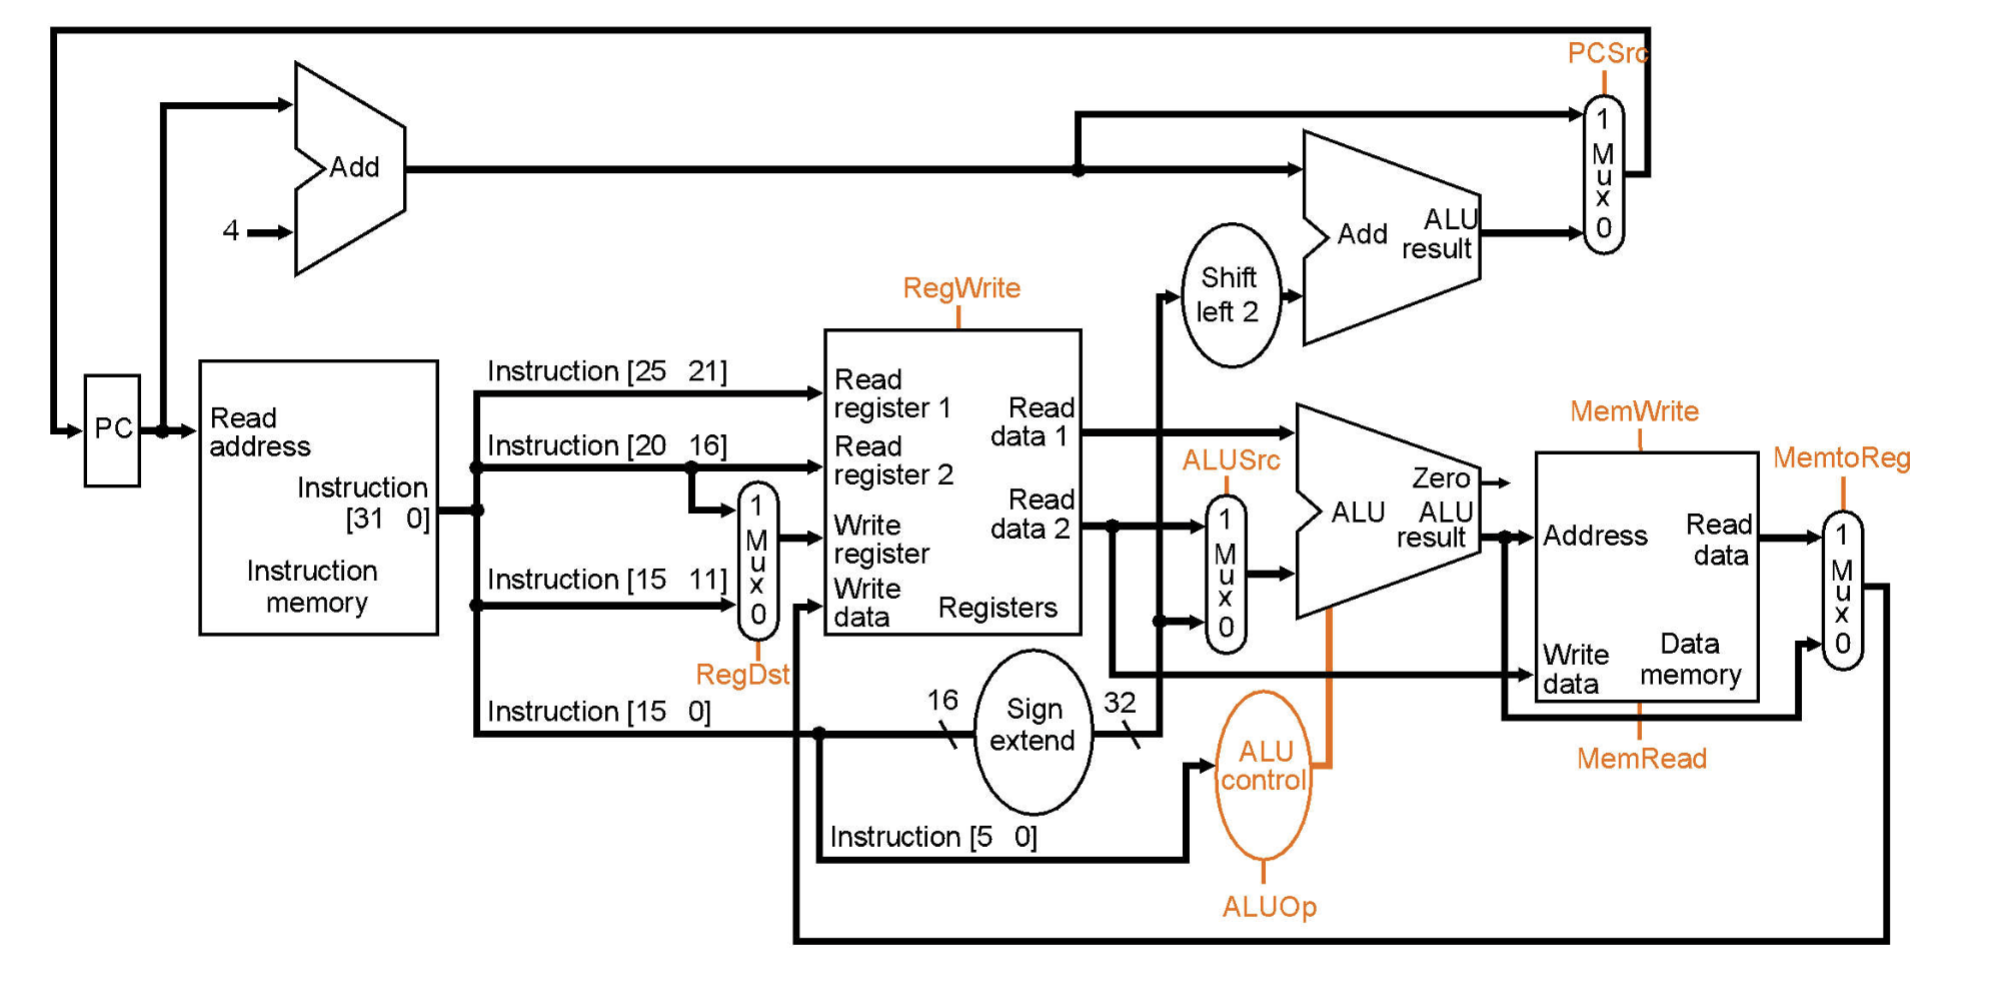 PCSrc
1
M
u
x
0
Add
4
Add
ALU
result
Shift
left 2
RegWrite
PC
Read
address
Instruction
[31 0]
Instruction
memory
Instruction [25 21]
Instruction [20 16]
Instruction [15 11]
Instruction [15 0]
1
M
u
x
0
RegDst
Read
register 1
Read
register 2
Write
register
Write
data
Read
data 1
Read
data 2
Registers
ALUSrc
1
M
u
x
0
Zero
ALU
ALU
result
MemWrite
Address
Read
data
Write
data
Data
memory
MemRead
MemtoReg
1
M
u
x
0
16
Sign
extend
32
ALU
control
Instruction [5 0]
ALUOp